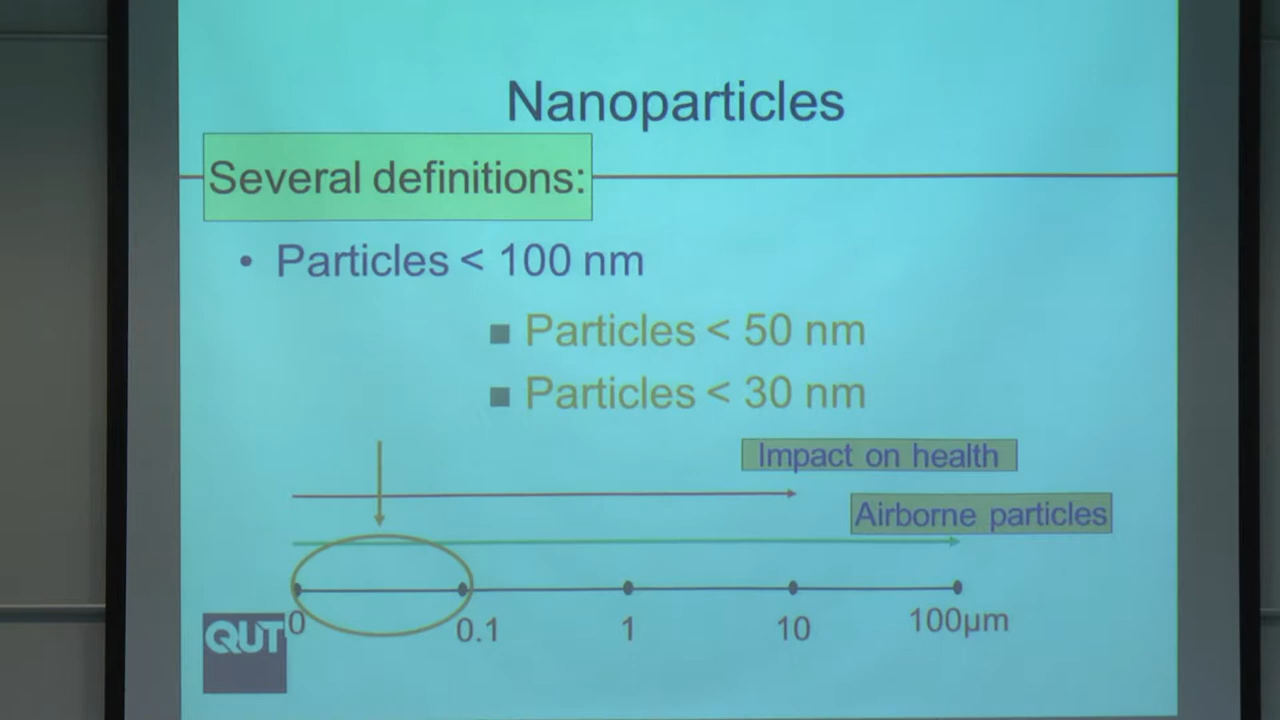 Nanoparticles
Several definitions:
• Particles < 100 nm
■ Particles < 50 nm
■ Particles < 30 nm
Impact on health
Airborne particles
0 0.1 1 10 100µm
QUT